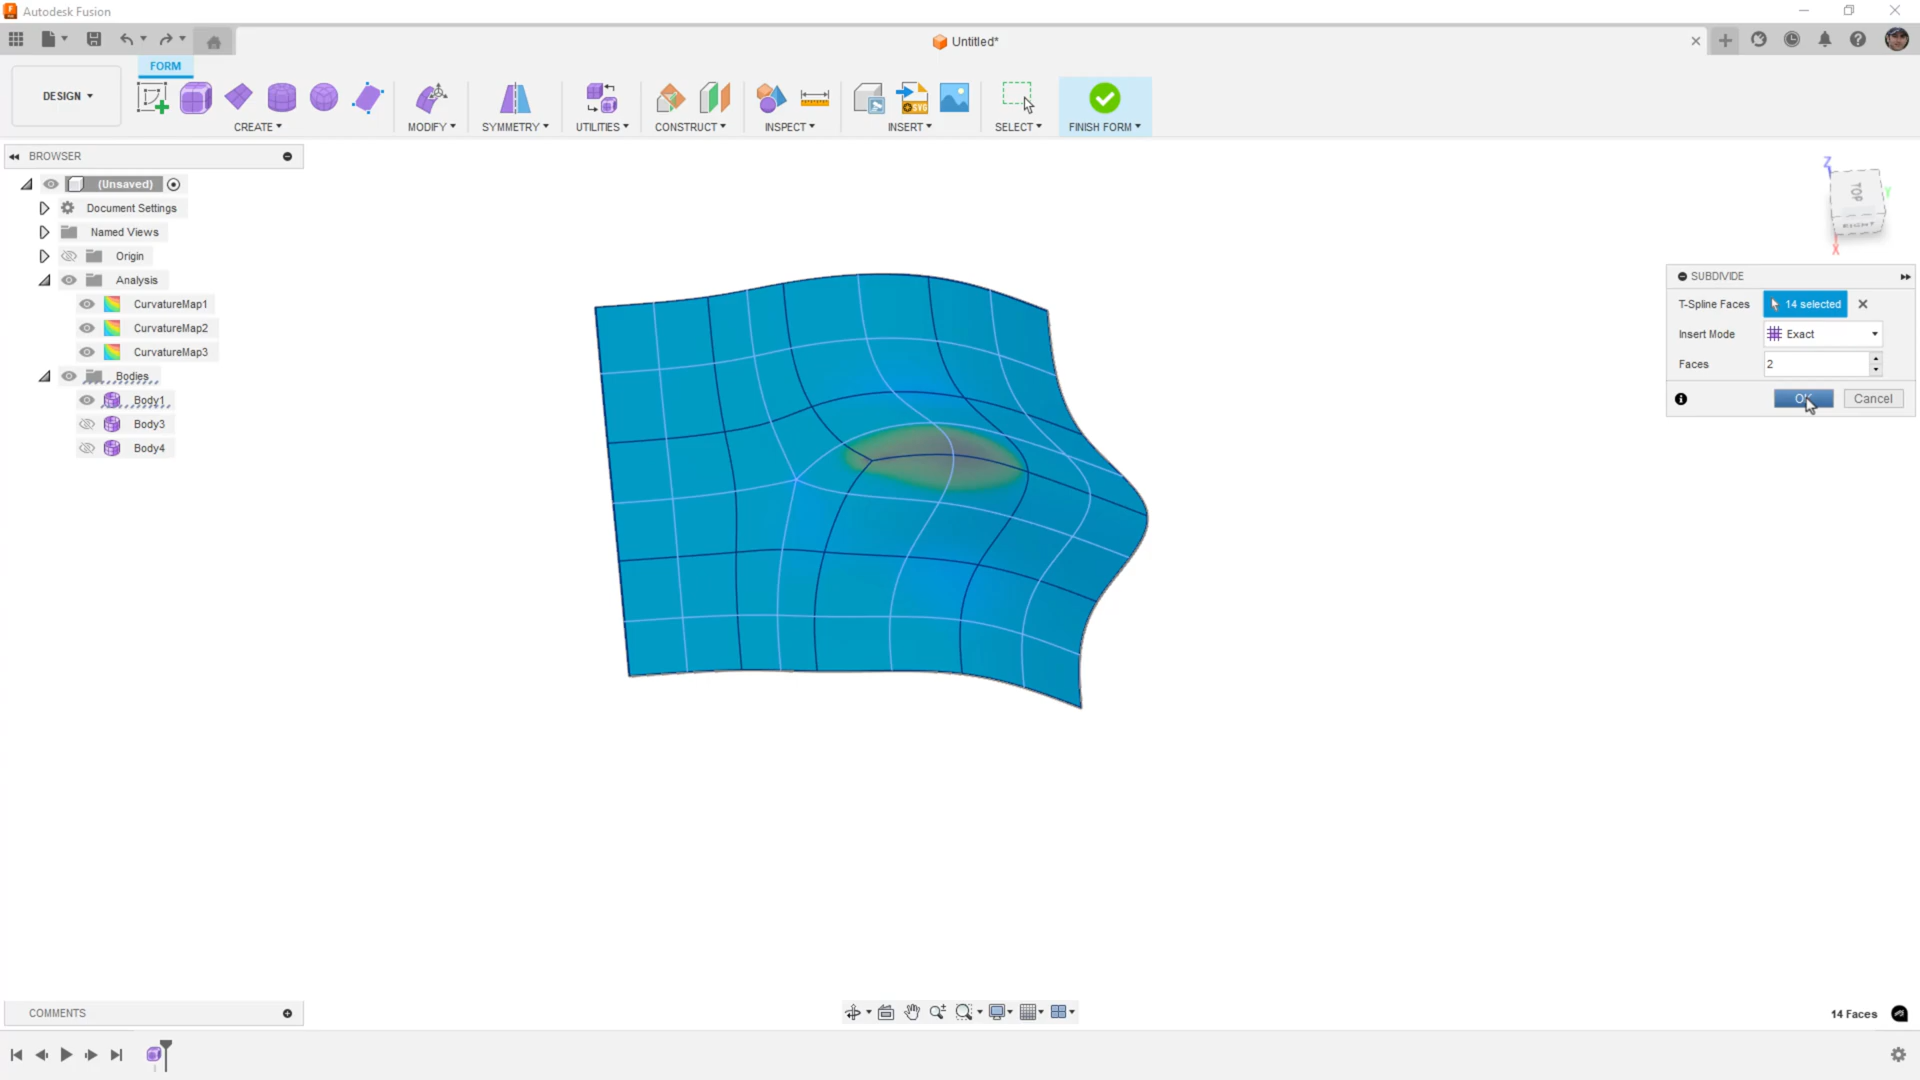 Autodesk Fusion
Untitled*
FORM
DESIGN
CREATE
MODIFY
SYMMETRY
UTILITIES
CONSTRUCT
INSPECT
INSERT
SELECT
FINISH FORM
BROWSER
(Unsaved)
Document Settings
Named Views
Origin
Analysis
CurvatureMap1
CurvatureMap2
CurvatureMap3
Bodies
Body1
Body3
Body4
Z
TOP
Y
RIGHT
X
SUBDIVIDE
T-Spline Faces 14 selected
Insert Mode Exact
Faces 2
OK Cancel
COMMENTS
14 Faces